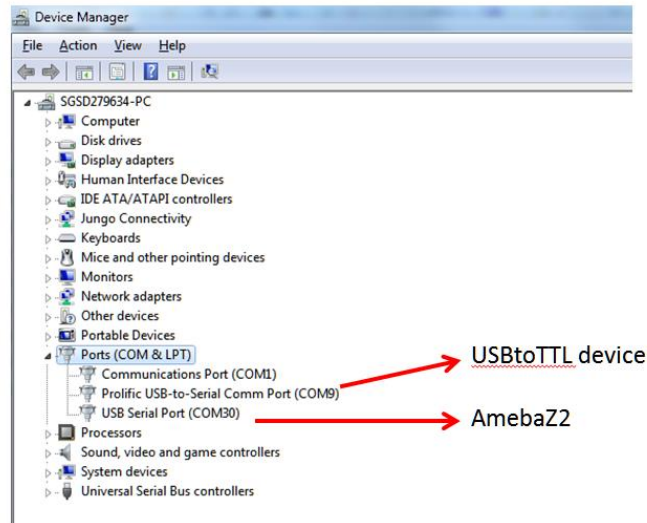 Device Manager
File Action View Help
SGSD279634-PC
Computer
Disk drives
Display adapters
Human Interface Devices
IDE ATA/ATAPI controllers
Jungo Connectivity
Keyboards
Mice and other pointing devices
Monitors
Network adapters
Other devices
Portable Devices
Ports (COM & LPT)
USBtoTTL device
Communications Port (COM1)
Prolific USB-to-Serial Comm Port (COM9)
USB Serial Port (COM30)
AmebaZ2
Processors
Sound, video and game controllers
System devices
Universal Serial Bus controllers